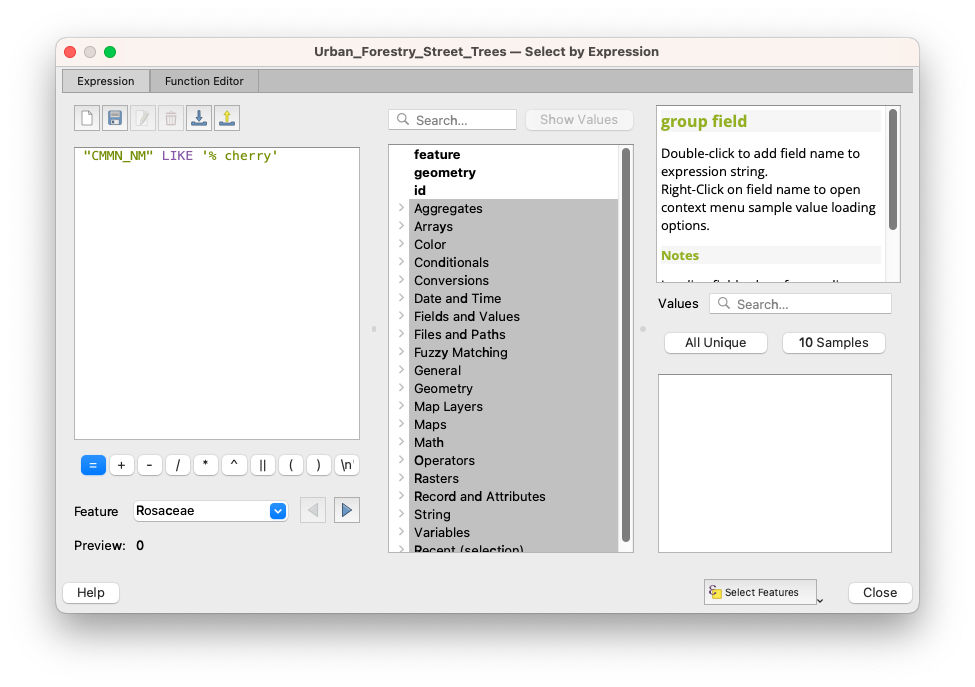 Urban_Forestry_Street_Trees — Select by Expression
Expression
Function Editor
"CMMN_NM" LIKE '% cherry'
=
+
-
/
*
^
||
(
)
\n'
Feature
Rosaceae
Preview: 0
Search...
Show Values
feature
geometry
id
Aggregates
Arrays
Color
Conditionals
Conversions
Date and Time
Fields and Values
Files and Paths
Fuzzy Matching
General
Geometry
Map Layers
Maps
Math
Operators
Rasters
Record and Attributes
String
Variables
Recent (selection)
group field
Double-click to add field name to
expression string.
Right-Click on field name to open
context menu sample value loading
options.
Notes
Values
Search...
All Unique
10 Samples
Help
Select Features
Close